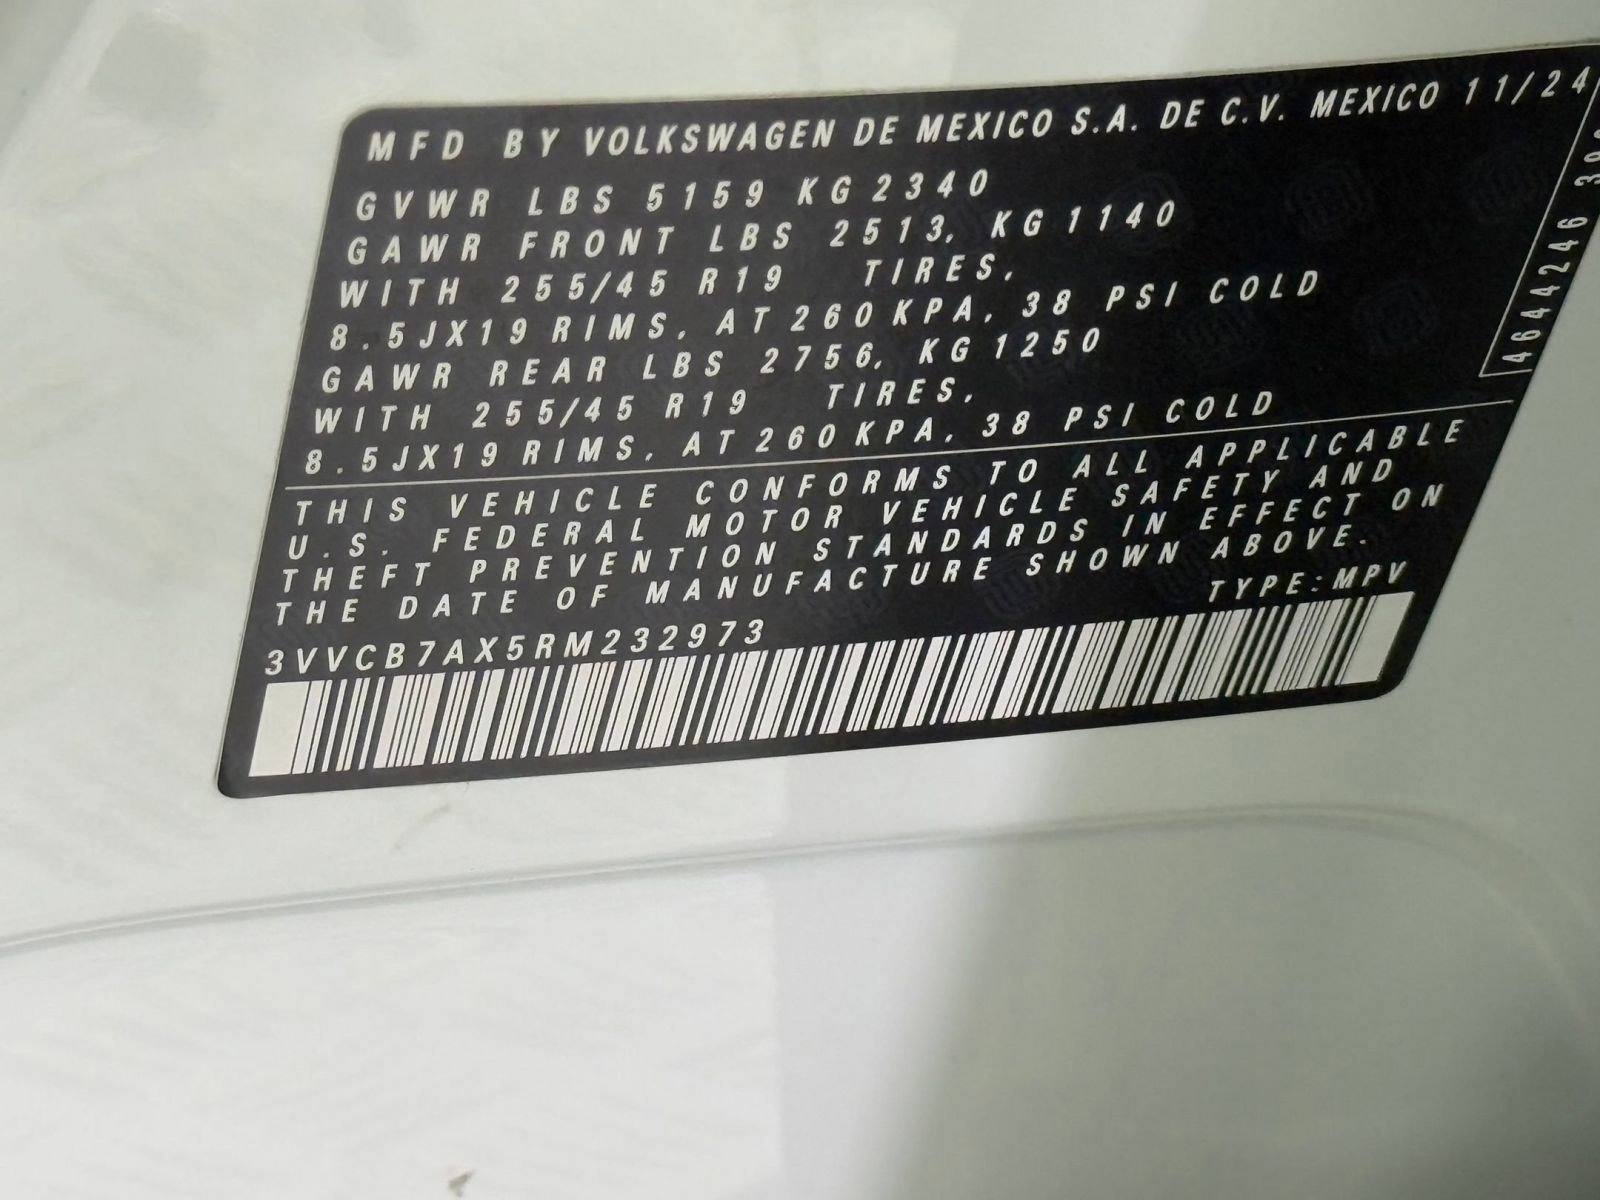 MFD BY VOLKSWAGEN DE MEXICO S.A. DE C.V. MEXICO 11/24
GVWR LBS 5159 KG 2340
GAWR FRONT LBS 2513, KG 1140
WITH 255/45 R19 TIRES,
8.5JX19 RIMS, AT 260 KPA, 38 PSI COLD
GAWR REAR LBS 2756, KG 1250
WITH 255/45 R19 TIRES,
8.5JX19 RIMS, AT 260 KPA, 38 PSI COLD
THIS VEHICLE CONFORMS TO ALL APPLICABLE
U.S. FEDERAL MOTOR VEHICLE SAFETY AND
THEFT PREVENTION STANDARDS IN EFFECT ON
THE DATE OF MANUFACTURE SHOWN ABOVE.
3VVCB7AX5RM232973 TYPE:MPV
4644246